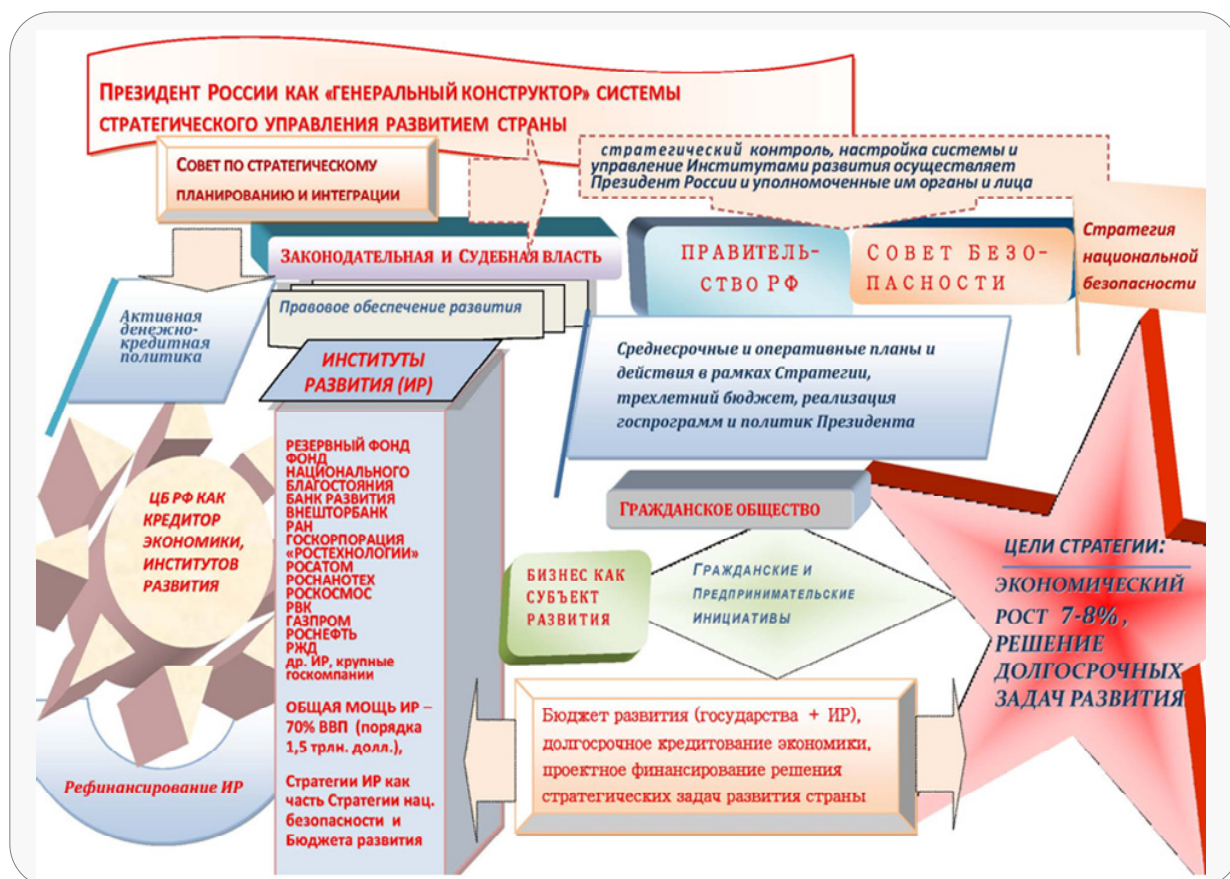 ПРЕЗИДЕНТ РОССИИ КАК «ГЕНЕРАЛЬНЫЙ КОНСТРУКТОР» СИСТЕМЫ
СТРАТЕГИЧЕСКОГО УПРАВЛЕНИЯ РАЗВИТИЕМ СТРАНЫ
СОВЕТ ПО СТРАТЕГИЧЕСКОМУ
ПЛАНИРОВАНИЮ И ИНТЕГРАЦИИ
стратегический контроль, настройка системы и
управление Институтами развития осуществляет
Президент России и уполномоченные им органы и лица
ЗАКОНОДАТЕЛЬНАЯ И СУДЕБНАЯ ВЛАСТЬ
ПРАВИТЕЛЬ-
СТВО РФ
СОВЕТ БЕЗО-
ПАСНОСТИ
Стратегия
национальной
безопасности
Активная
денежно-
кредитная
политика
Правовое обеспечение развития
ИНСТИТУТЫ
РАЗВИТИЯ (ИР)
Среднесрочные и оперативные планы и
действия в рамках Стратегии,
трехлетний бюджет, реализация
госпрограмм и политик Президента
ЦБ РФ КАК
КРЕДИТОР
ЭКОНОМИКИ,
ИНСТИТУТОВ
РАЗВИТИЯ
Рефинансирование ИР
РЕЗЕРВНЫЙ ФОНД
ФОНД
НАЦИОНАЛЬНОГО
БЛАГОСТОЯНИЯ
БАНК РАЗВИТИЯ
ВНЕШТОРБАНК
РАН
ГОСКОРПОРАЦИЯ
«РОСТЕХНОЛОГИИ»
РОСАТОМ
РОСНАНОТЕХ
РОСКОСМОС
РВК
ГАЗПРОМ
РОСНЕФТЬ
РЖД
др. ИР, крупные
госкомпании
ОБЩАЯ МОЩЬ ИР –
70% ВВП (порядка
1,5 трлн. долл.),
Стратегии ИР как
часть Стратегии нац.
безопасности и
Бюджета развития
ГРАЖДАНСКОЕ ОБЩЕСТВО
БИЗНЕС КАК
СУБЪЕКТ
РАЗВИТИЯ
ГРАЖДАНСКИЕ И
ПРЕДПРИНИМАТЕЛЬСКИЕ
ИНИЦИАТИВЫ
Бюджет развития (государства + ИР),
долгосрочное кредитование экономики,
проектное финансирование решения
стратегических задач развития страны
ЦЕЛИ СТРАТЕГИИ:
ЭКОНОМИЧЕСКИЙ
РОСТ 7-8% ,
РЕШЕНИЕ
ДОЛГОСРОЧНЫХ
ЗАДАЧ РАЗВИТИЯ